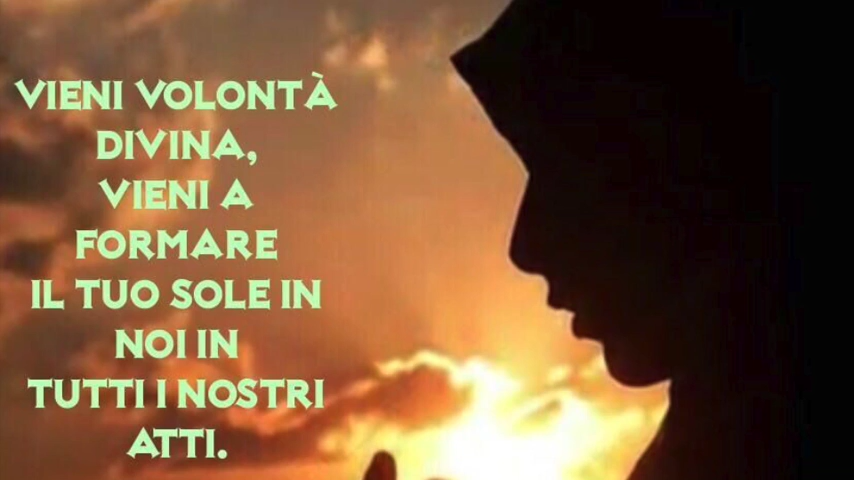 VIENI VOLONTÀ
DIVINA,
VIENI A
FORMARE
IL TUO SOLE IN
NOI IN
TUTTI I NOSTRI
ATTI.